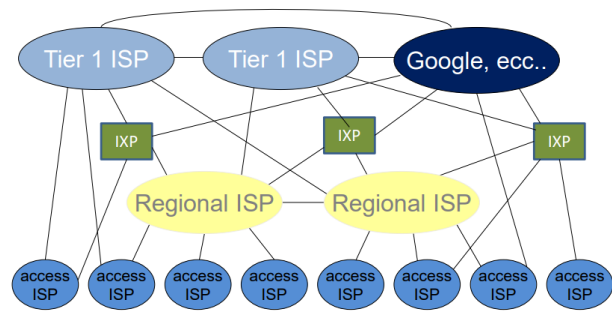 Tier 1 ISP
Tier 1 ISP
Google, ecc..
IXP
IXP
IXP
Regional ISP
Regional ISP
access
ISP
access
ISP
access
ISP
access
ISP
access
ISP
access
ISP
access
ISP
access
ISP